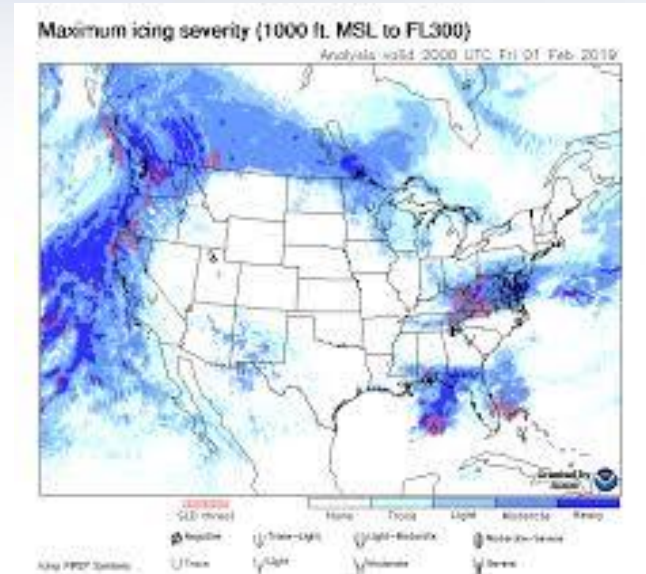 Maximum icing severity (1000 ft. MSL to FL300)
Analysis valid 2000 UTC Fri 01 Feb 2019
SLD threat
None Trace Light Moderate Heavy
Negative Trace-Light Light-Moderate Moderate-Severe
Trace Light Moderate Severe